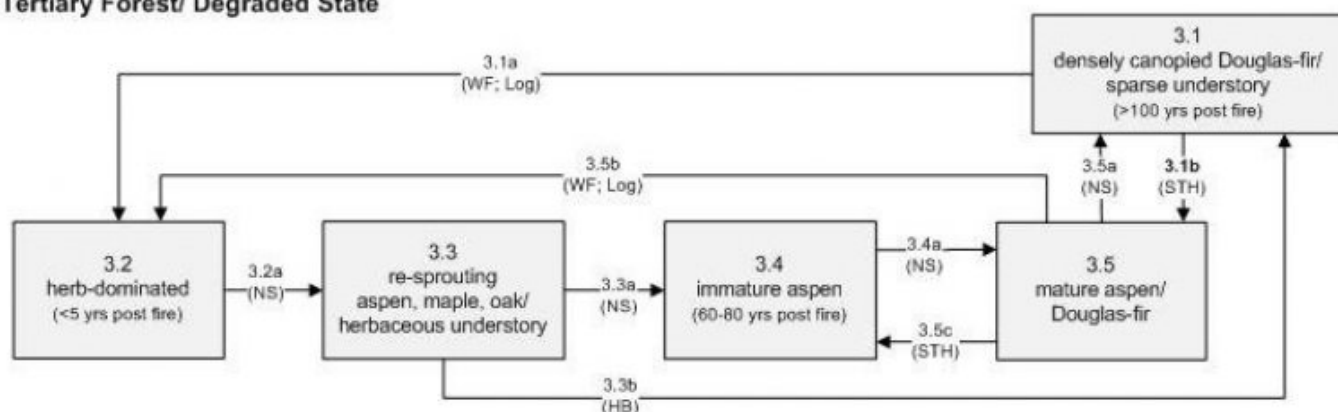 Tertiary Forest/ Degraded State
3.1
densely canopied Douglas-fir/
sparse understory
(>100 yrs post fire)
3.1a
(WF; Log)
3.5b
(WF; Log)
3.5a
(NS)
3.1b
(STH)
3.2
herb-dominated
(<5 yrs post fire)
3.2a
(NS)
3.3
re-sprouting
aspen, maple, oak/
herbaceous understory
3.3a
(NS)
3.4
immature aspen
(60-80 yrs post fire)
3.4a
(NS)
3.5c
(STH)
3.5
mature aspen/
Douglas-fir
3.3b
(HB)